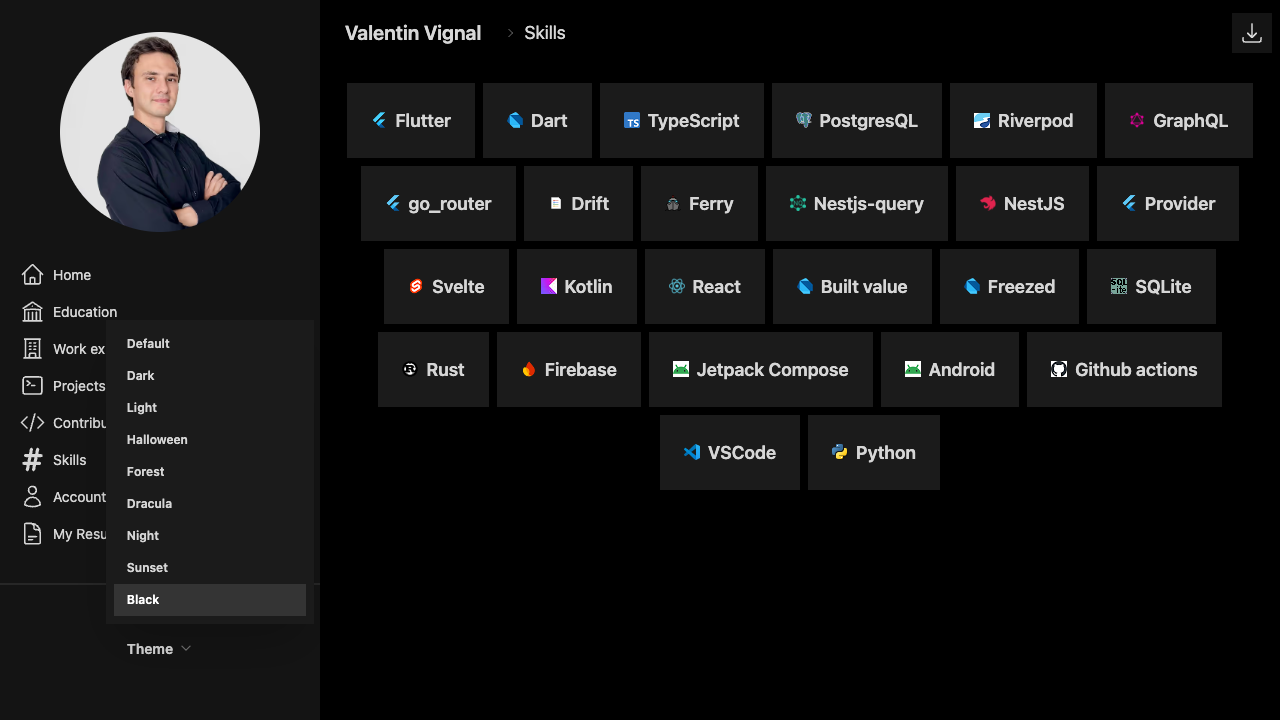 Valentin Vignal
Skills
Flutter
Dart
TypeScript
PostgresQL
Riverpod
GraphQL
go_router
Drift
Ferry
Nestjs-query
NestJS
Provider
Svelte
Kotlin
React
Built value
Freezed
SQLite
Rust
Firebase
Jetpack Compose
Android
Github actions
VSCode
Python
Home
Education
Work ex
Projects
Contribu
Skills
Account
My Resu
Default
Dark
Light
Halloween
Forest
Dracula
Night
Sunset
Black
Theme